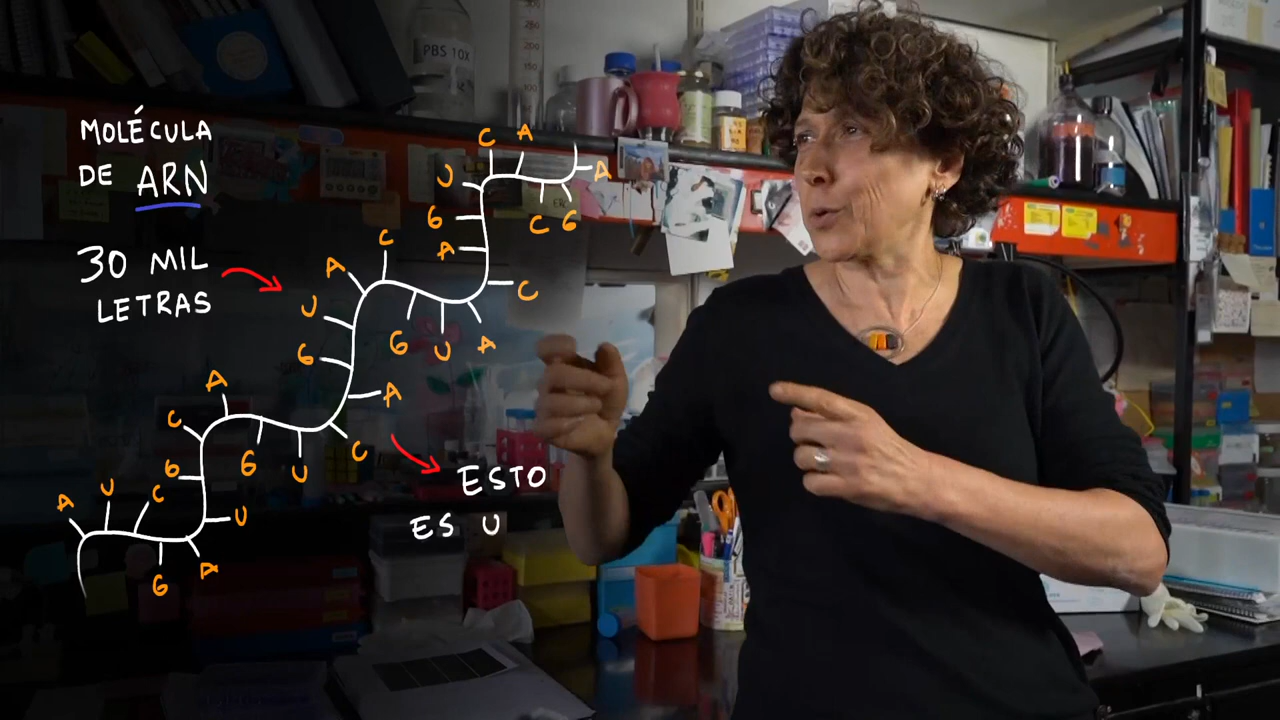 MOLÉCULA
DE ARN
30 MIL
LETRAS
C A
U A
G C G
A
C
C
A
U
G G U A
A
A
C C
G G U
A U C
U
G A
ESTO
ES U
PBS 10X